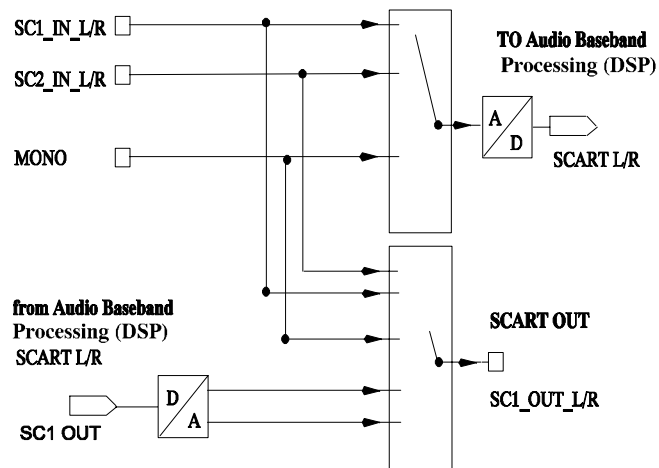 SC1_IN_L/R
SC2_IN_L/R
MONO
TO Audio Baseband
Processing (DSP)
A
D
SCART L/R
from Audio Baseband
Processing (DSP)
SCART L/R
D
A
SC1 OUT
SCART OUT
SC1_OUT_L/R